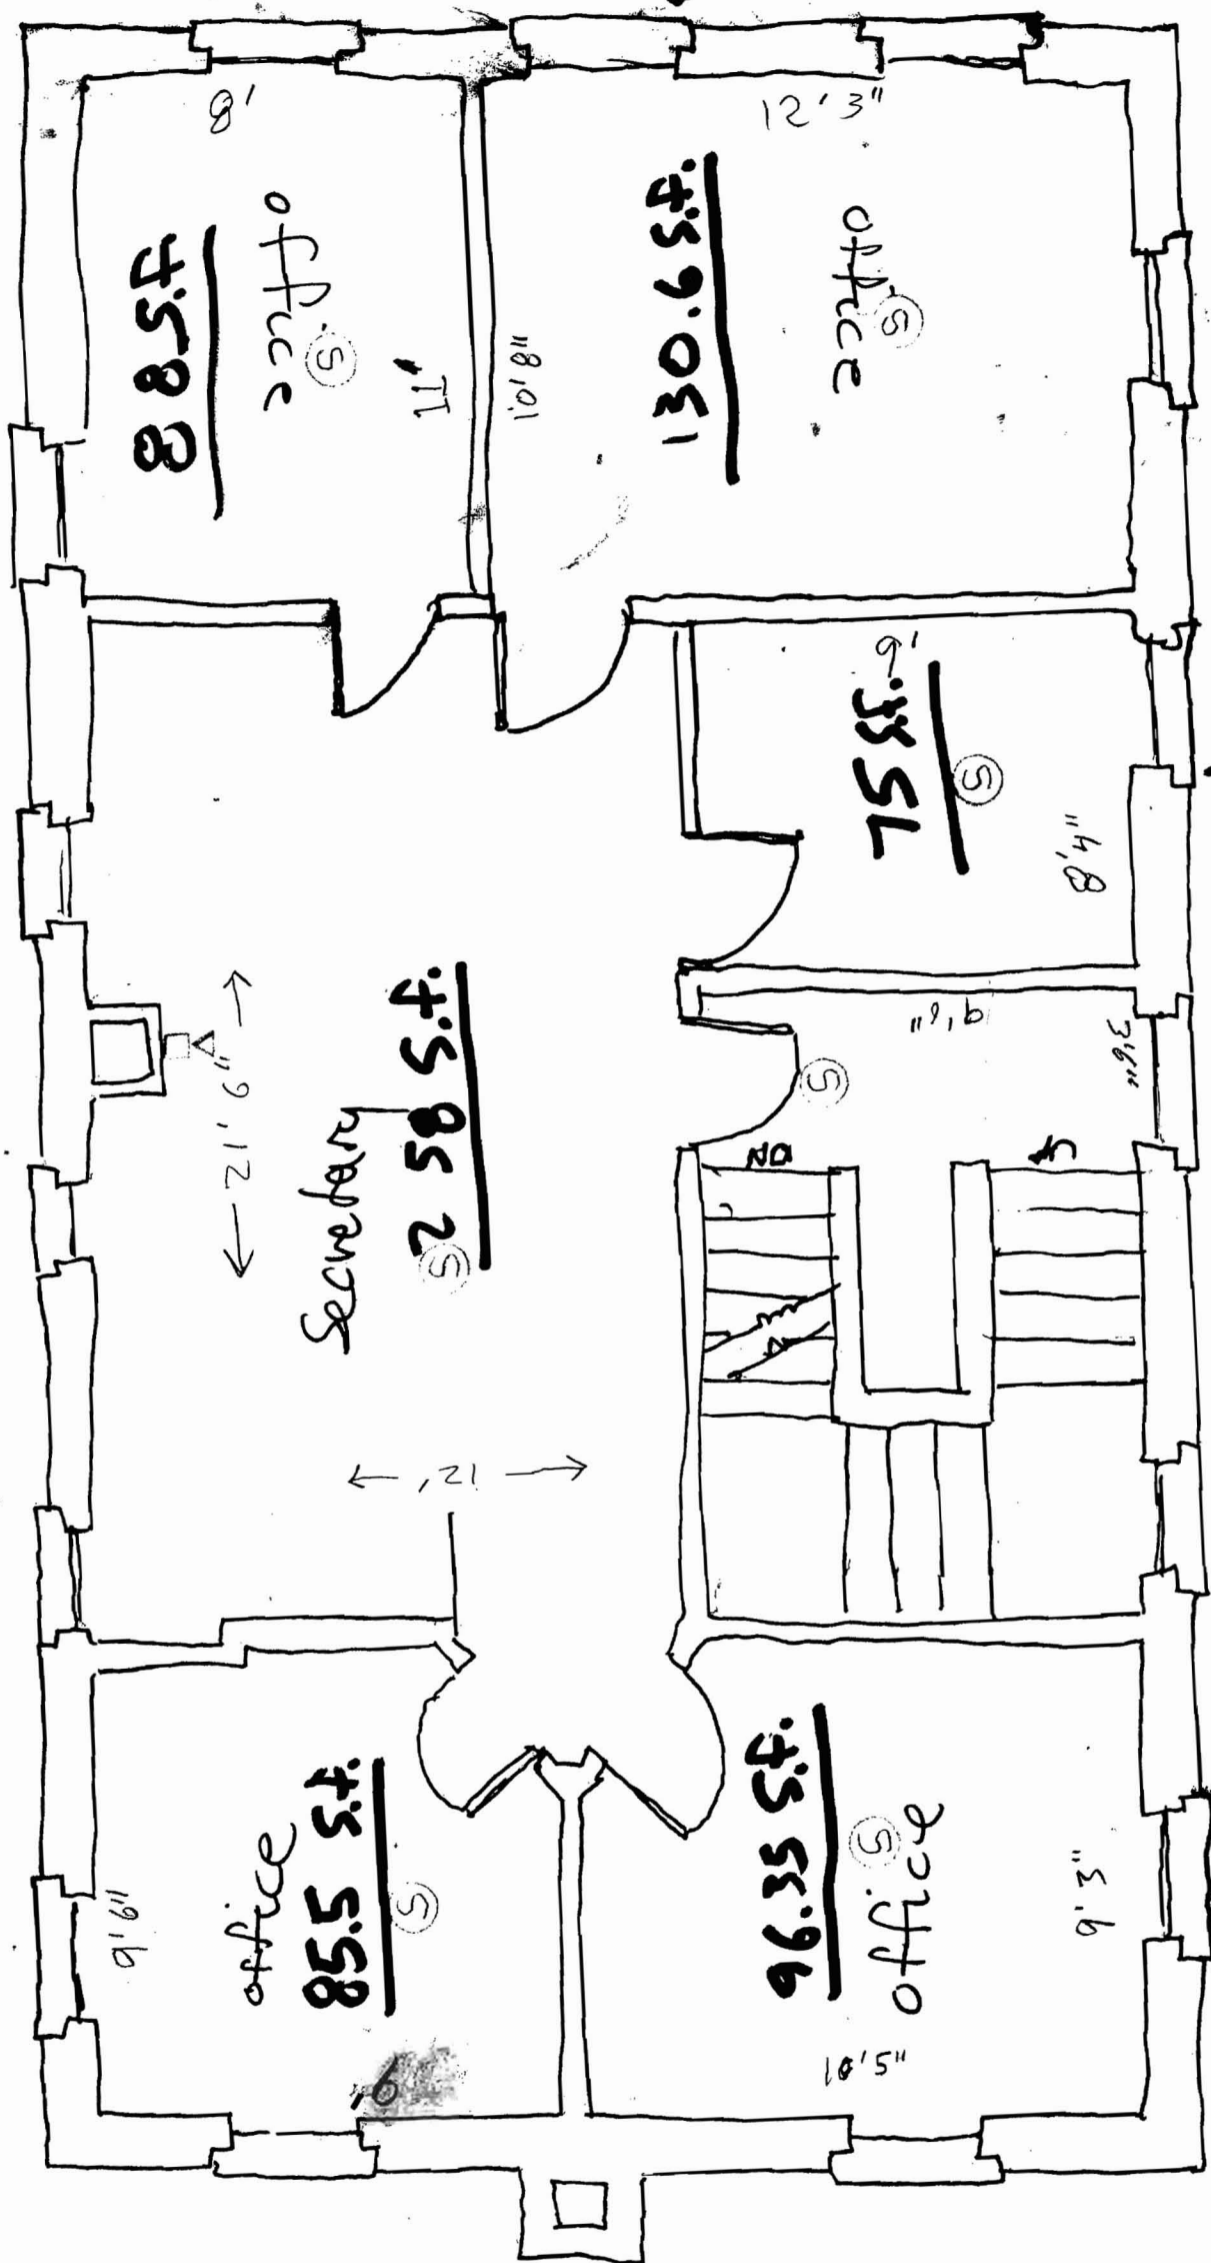 8'
12'3"
88 S.F
office
S
11'
10'8"
130.6 S.F.
office
S
9'
75 S.F.
S
8'4"
9'6"
3'6"
S
DN
21'6"
Secretary
258 S.F.
S
12'
9'6"
office
85.5 S.F.
S
9'
96.35 S.F.
S
office
9'3"
10'5"